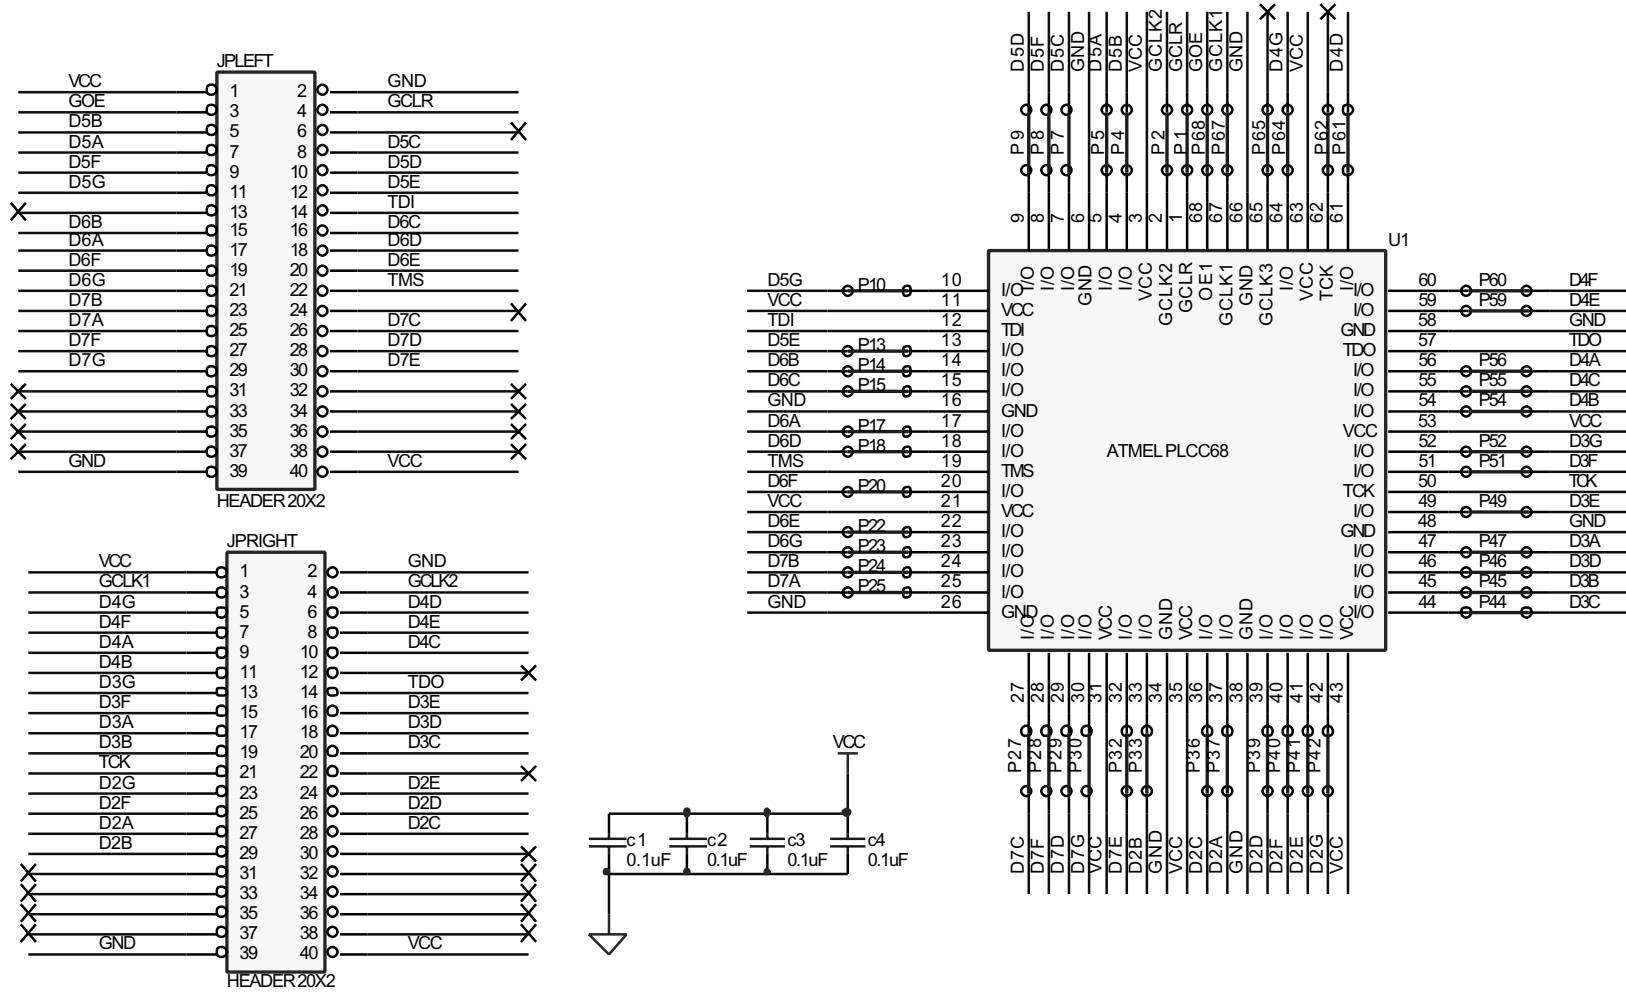 JPLEFT
VCC 1 2 GND
GOE 3 4 GCLR
D5B 5 6
D5A 7 8 D5C
D5F 9 10 D5D
D5G 11 12 D5E
13 14 TDI
D6B 15 16 D6C
D6A 17 18 D6D
D6F 19 20 D6E
D6G 21 22 TMS
D7B 23 24
D7A 25 26 D7C
D7F 27 28 D7D
D7G 29 30 D7E
31 32
33 34
35 36
37 38
GND 39 40 VCC
HEADER 20X2
JPRIGHT
VCC 1 2 GND
GCLK1 3 4 GCLK2
D4G 5 6 D4D
D4F 7 8 D4E
D4A 9 10 D4C
D4B 11 12
D3G 13 14 TDO
D3F 15 16 D3E
D3A 17 18 D3D
D3B 19 20 D3C
TCK 21 22
D2G 23 24 D2E
D2F 25 26 D2D
D2A 27 28 D2C
D2B 29 30
31 32
33 34
35 36
37 38
GND 39 40 VCC
HEADER 20X2
VCC
c1 c2 c3 c4
0.1uF 0.1uF 0.1uF 0.1uF
D5D D5F D5C GND D5A D5B VCC GCLK2 GCLR GOE GCLK1 GND D4G VCC D4D
P9 P8 P7 P5 P4 P2 P1 P68 P67 P65 P64 P62 P61
9 8 7 6 5 4 3 2 1 68 67 66 65 64 63 62 61
U1
I/O I/O I/O GND I/O I/O VCC GCLK2 GCLR OE1 GCLK1 GND GCLK3 I/O VCC TCK I/O
D5G P10 10 I/O
VCC 11 VCC
TDI 12 TDI
D5E P13 13 I/O
D6B P14 14 I/O
D6C P15 15 I/O
GND 16 GND
D6A P17 17 I/O
D6D P18 18 I/O
TMS 19 TMS
D6F P20 20 I/O
VCC 21 VCC
D6E P22 22 I/O
D6G P23 23 I/O
D7B P24 24 I/O
D7A P25 25 I/O
GND 26 GND
ATMEL PLCC68
I/O 60 P60 D4F
I/O 59 P59 D4E
GND 58 GND
TDO 57 TDO
I/O 56 P56 D4A
I/O 55 P55 D4C
I/O 54 P54 D4B
VCC 53 VCC
I/O 52 P52 D3G
I/O 51 P51 D3F
TCK 50 TCK
I/O 49 P49 D3E
GND 48 GND
I/O 47 P47 D3A
I/O 46 P46 D3D
I/O 45 P45 D3B
I/O 44 P44 D3C
I/O I/O I/O I/O VCC I/O I/O GND VCC I/O I/O GND I/O I/O I/O I/O VCC
27 28 29 30 31 32 33 34 35 36 37 38 39 40 41 42 43
P27 P28 P29 P30 P32 P33 P36 P37 P39 P40 P41 P42
D7C D7F D7D D7G VCC D7E D2B GND VCC D2C D2A GND D2D D2F D2E D2G VCC